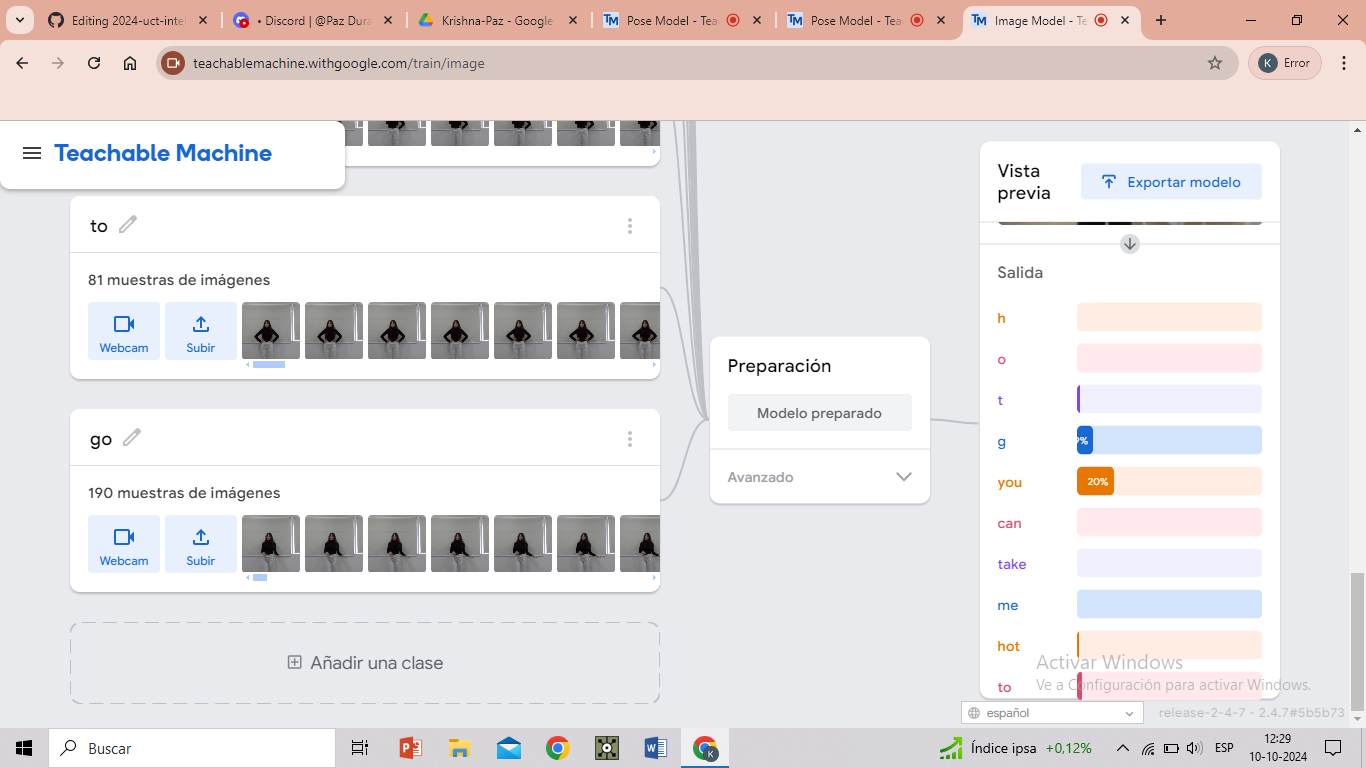 Editing 2024-uct-intel
• Discord | @Paz Dura
Krishna-Paz - Google
Pose Model - Tea
Pose Model - Tea
Image Model - Te
teachablemachine.withgoogle.com/train/image
K Error
Teachable Machine
to
81 muestras de imágenes
Webcam
Subir
go
190 muestras de imágenes
Webcam
Subir
Añadir una clase
Preparación
Modelo preparado
Avanzado
Vista
previa
Exportar modelo
Salida
h
o
t
g
you 20%
can
take
me
hot
to
Activar Windows
Ve a Configuración para activar Windows.
español
release-2-4-7 - 2.4.7#5b5b73
Buscar
Índice ipsa +0,12%
ESP
12:29
10-10-2024